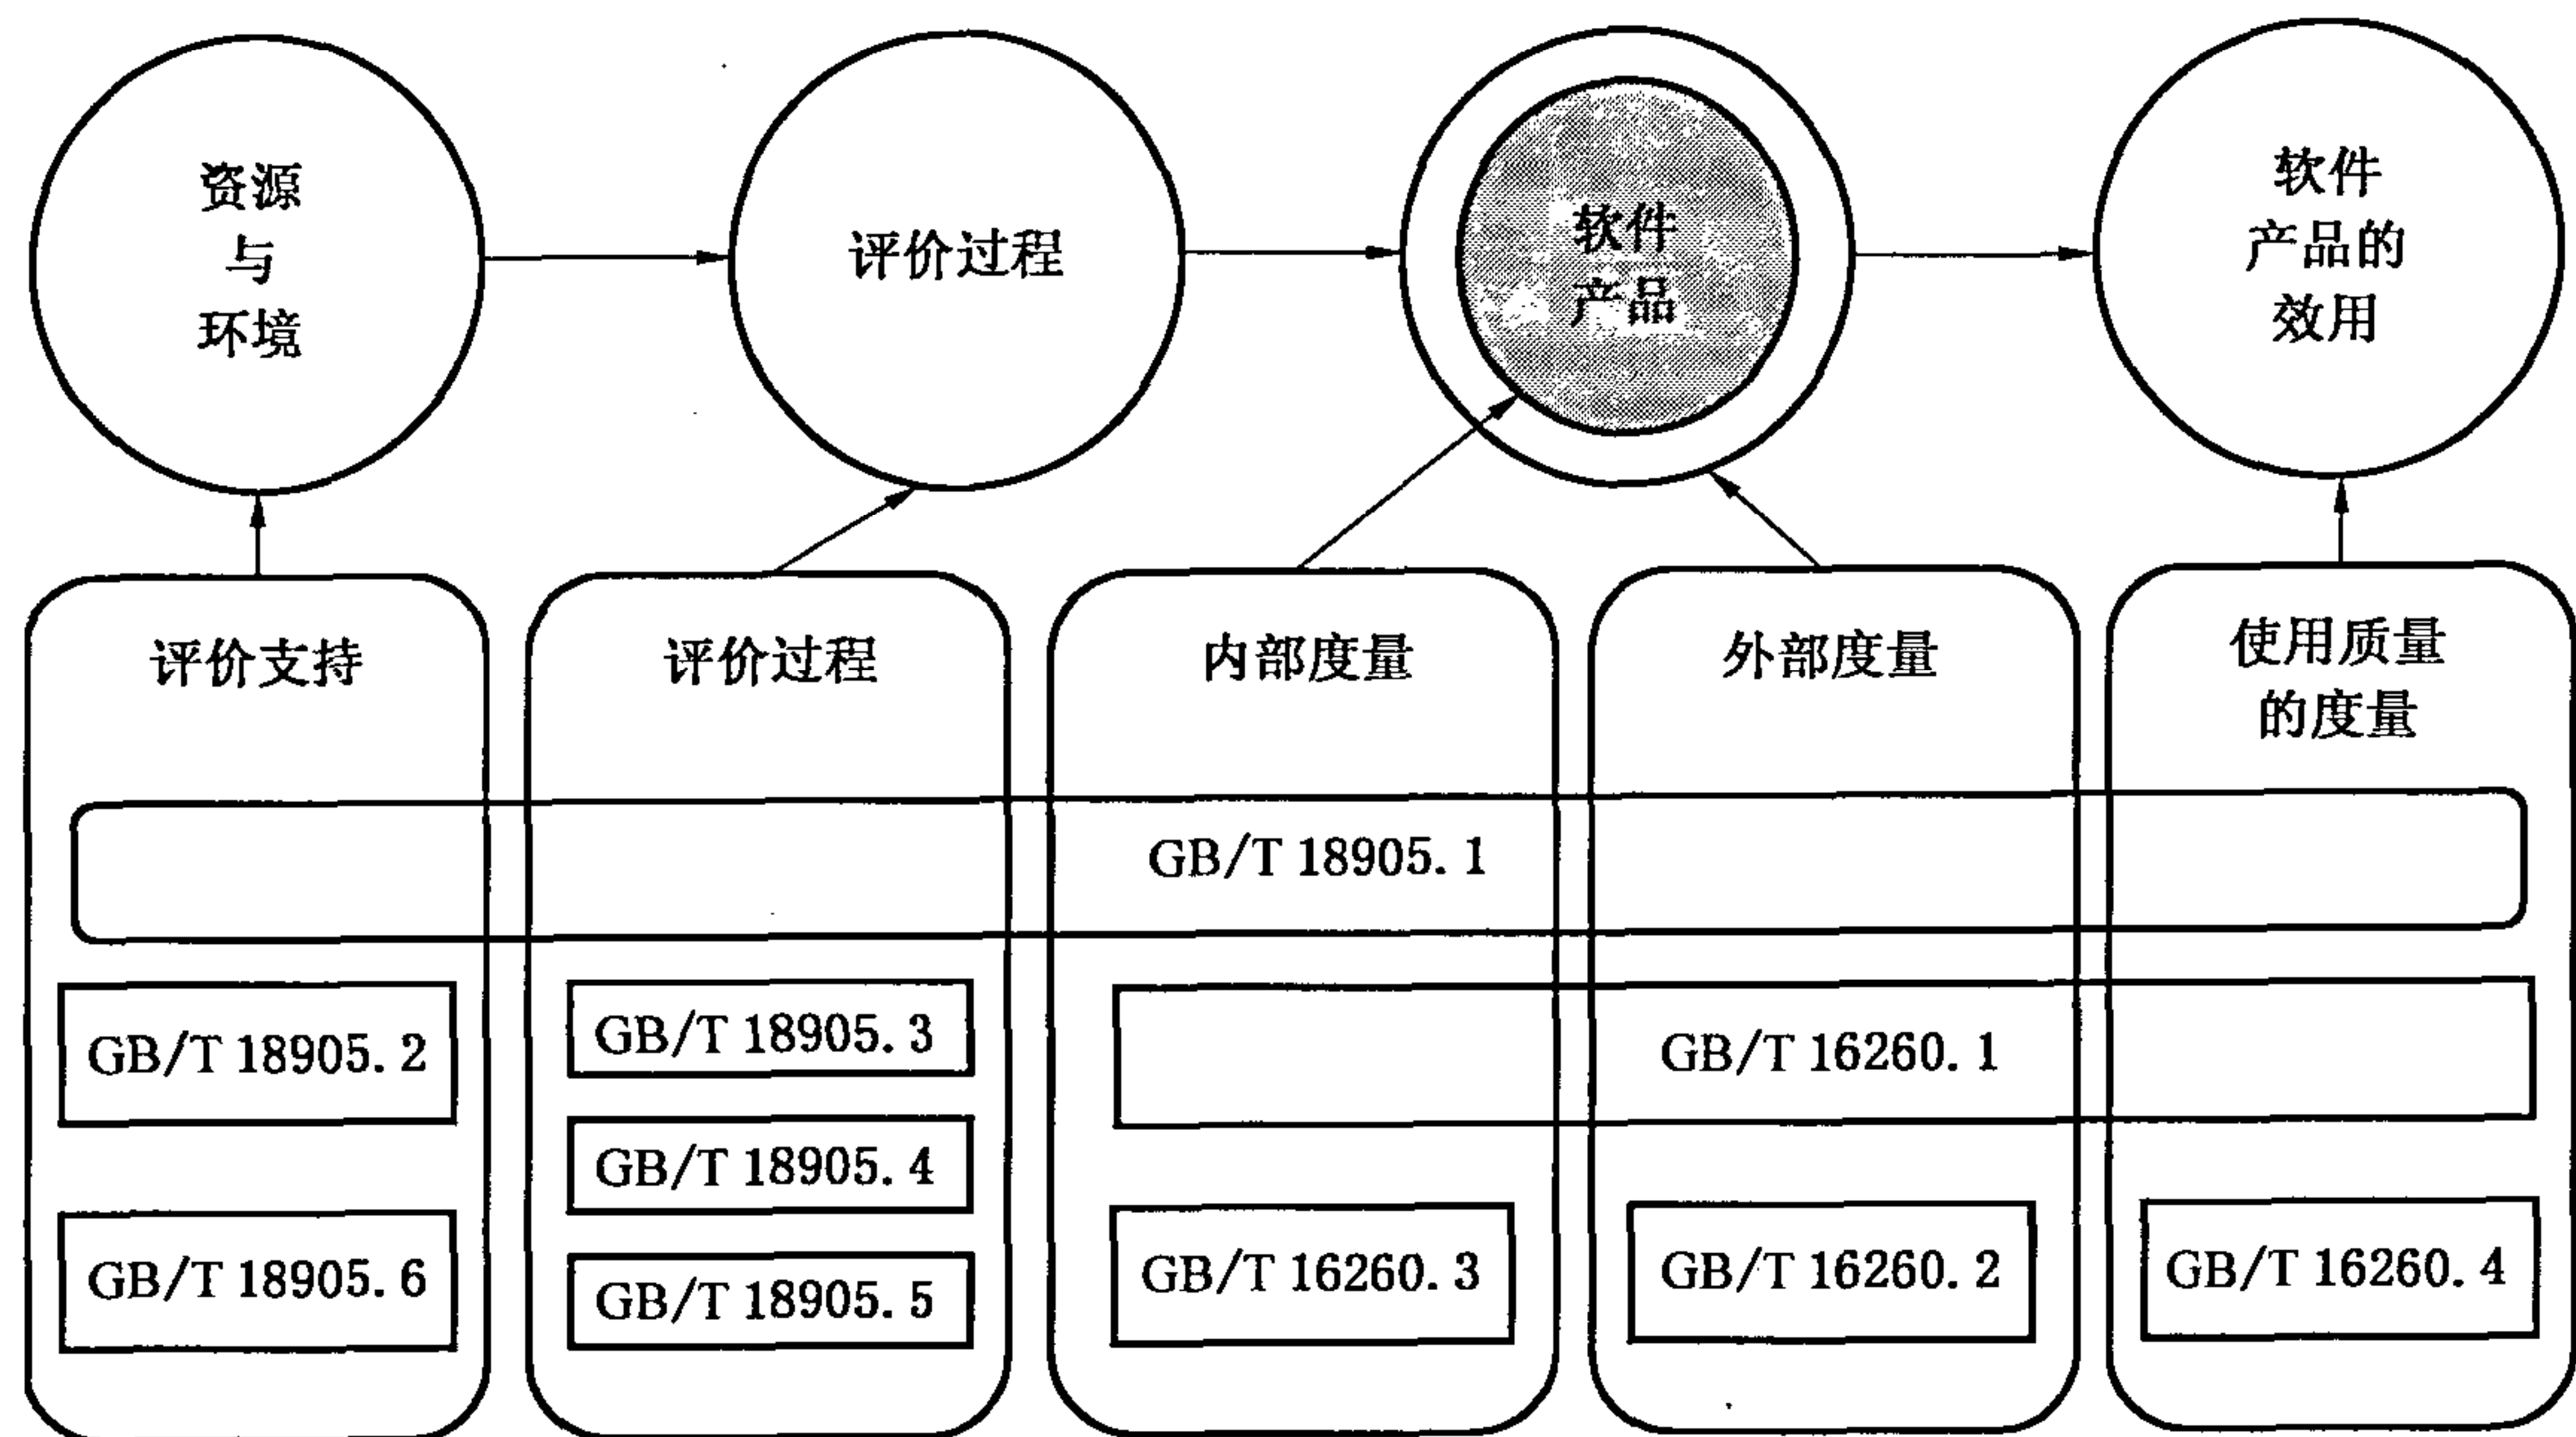 资源
与
环境
评价过程
软件
产品
软件
产品的
效用
评价支持
评价过程
内部度量
外部度量
使用质量
的度量
GB/T 18905. 1
GB/T 18905. 2
GB/T 18905. 3
GB/T 16260. 1
GB/T 18905. 4
GB/T 18905. 6
GB/T 18905. 5
GB/T 16260. 3
GB/T 16260. 2
GB/T 16260. 4